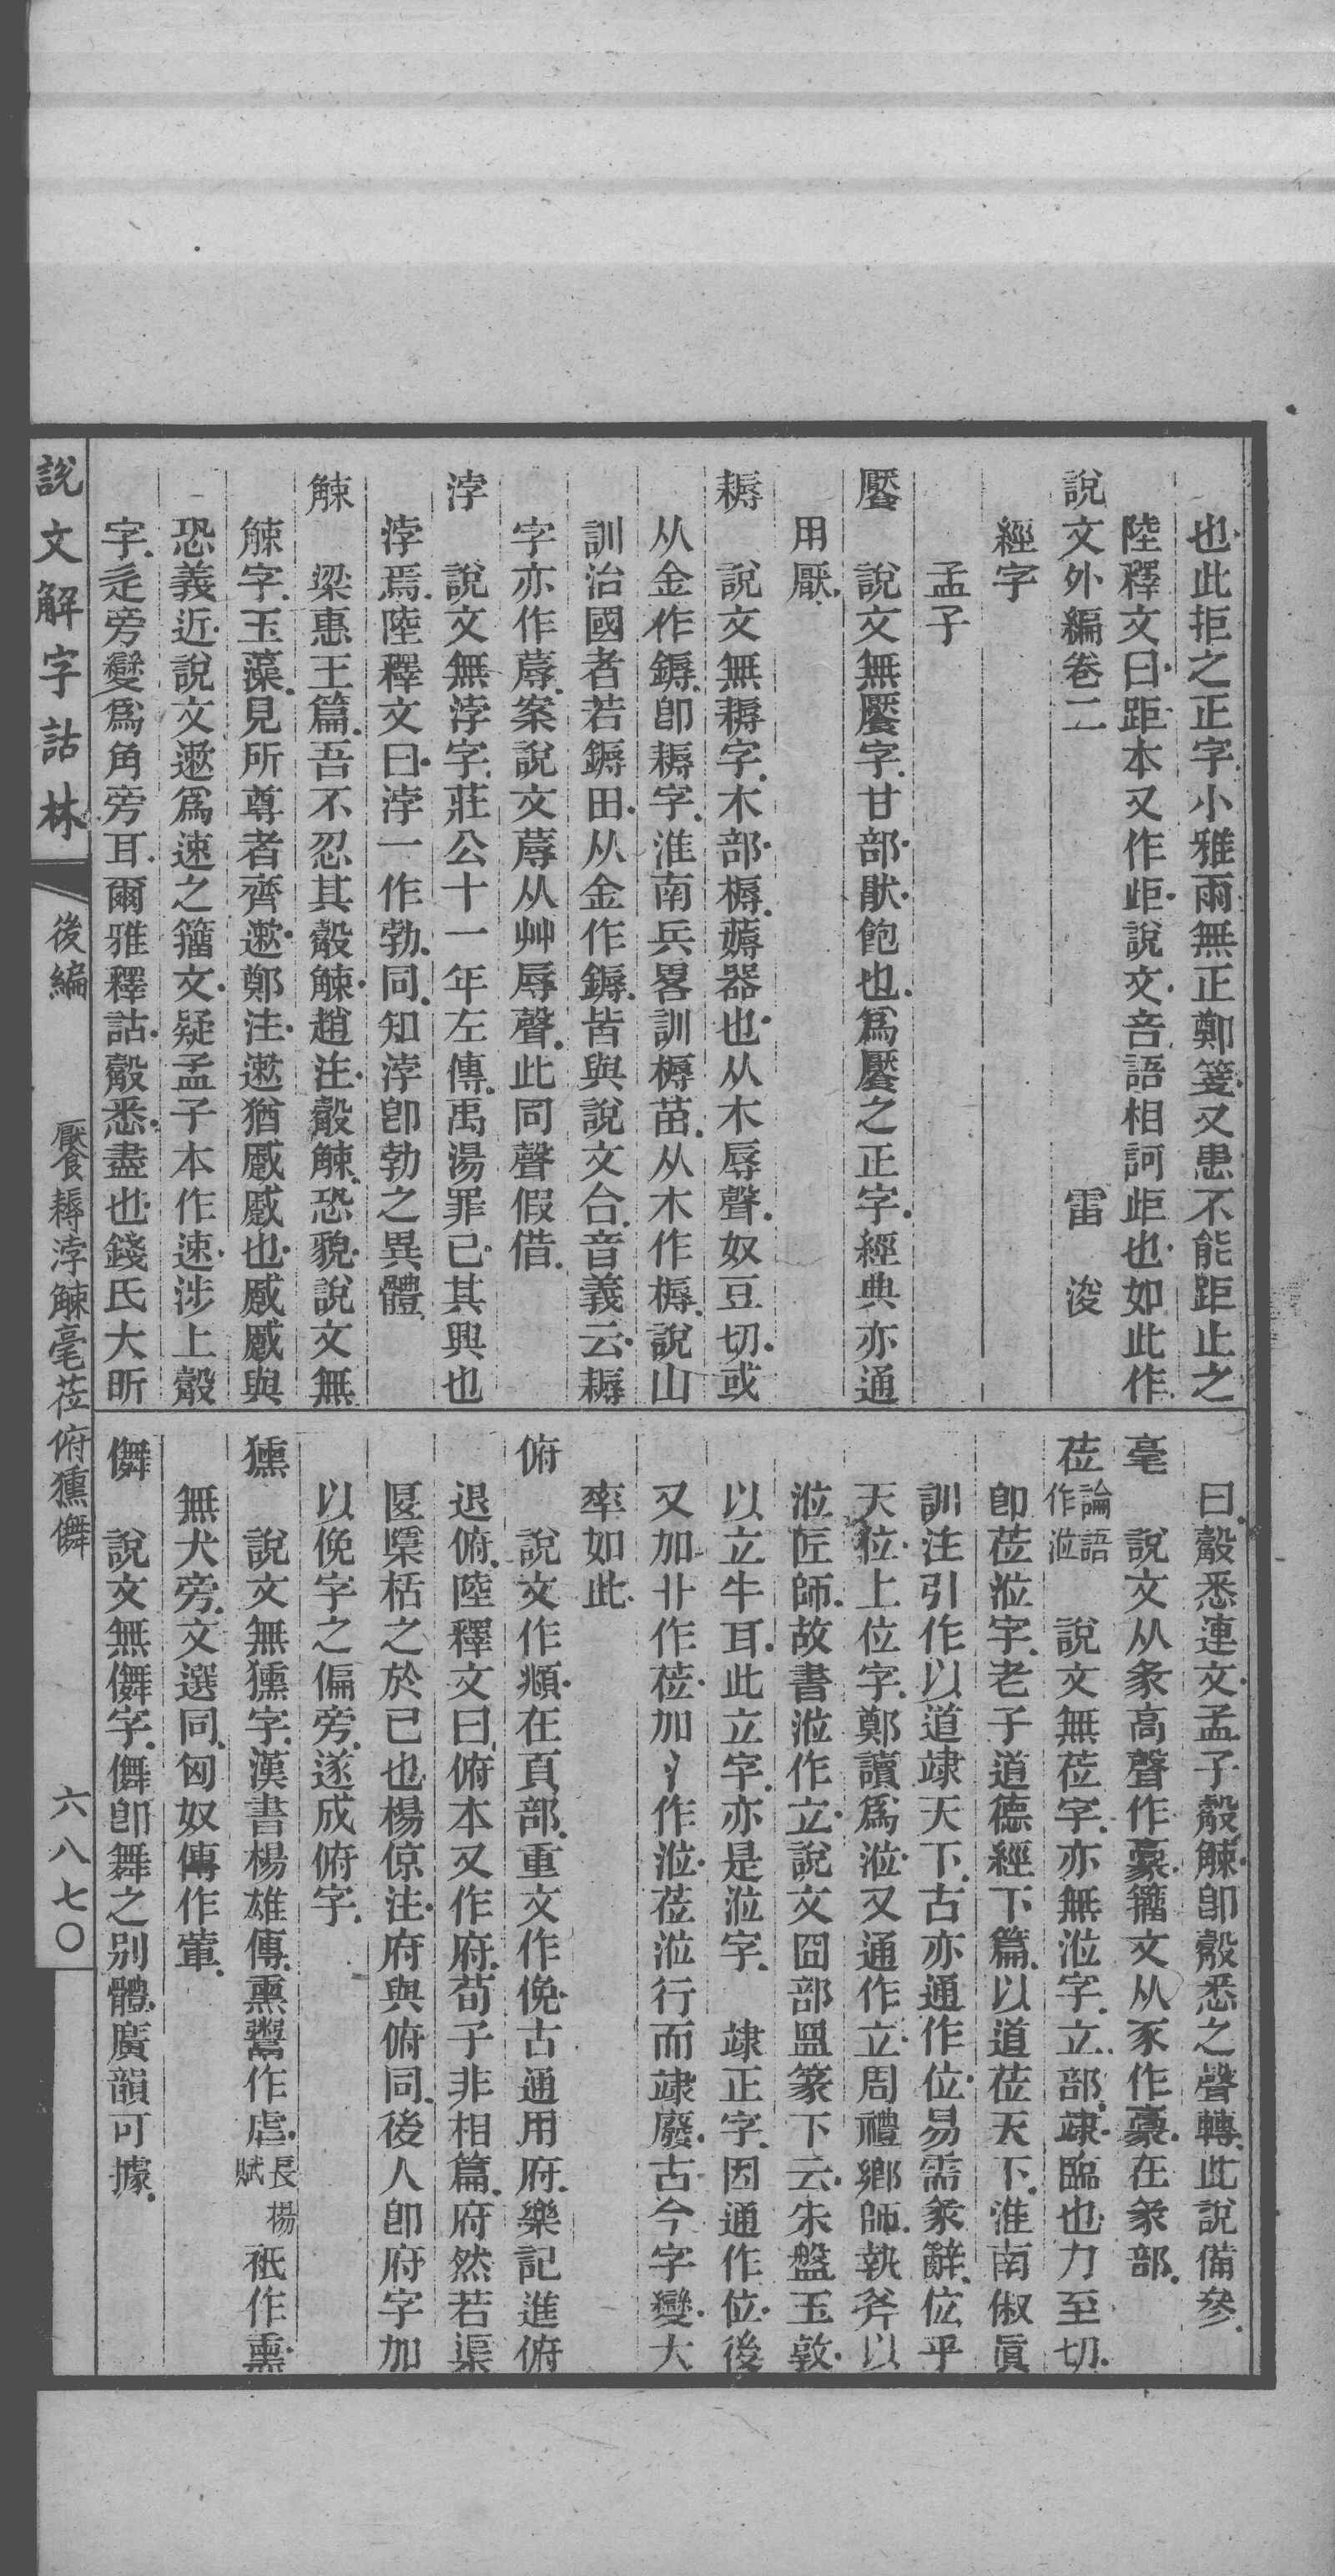 也此拒之正字小雅雨無正鄭箋又患不能距止之
陸釋文曰距本又作歫說文音語相訶歫也如此作
說文外編卷二　雷浚
經字
孟子
饜　說文無饜字甘部猒飽也爲饜之正字經典亦通
用厭
耨　說文無耨字木部槈薅器也从木辱聲奴豆切或
从金作鎒卽耨字淮南兵畧訓槈苗从木作槈說山
訓治國者若鎒田从金作鎒皆與說文合音義云耨
字亦作蓐案說文蓐从艸辱聲此同聲假借
浡　說文無浡字莊公十一年左傳禹湯罪己其興也
浡焉陸釋文曰浡一作勃同知浡卽勃之異體
觫　梁惠王篇吾不忍其觳觫趙注觳觫恐貌說文無
觫字玉藻見所尊者齊遬鄭注遬猶蹙蹙也蹙蹙與
恐義近說文遬爲速之籀文疑孟子本作速涉上觳
字辵旁變爲角旁耳爾雅釋詁觳悉盡也錢氏大昕
曰觳悉連文孟子觳觫卽觳悉之聲轉此說備參
毫　說文从㣇高聲作𣯶籀文从豕作豪在㣇部
莅論語作涖　說文無莅字亦無涖字立部竦臨也力至切
卽莅涖字老子道德經下篇以道莅天下淮南俶眞
訓注引作以道𥩲天下古亦通作位易需彖辭位乎
天位上位字鄭讀爲涖又通作立周禮鄉師執斧以
涖匠師故書涖作立說文囧部盟篆下云朱盤玉敦
以立牛耳此立字亦是涖字　𥩲正字因通作位後
又加艹作莅加氵作涖莅涖行而𥩲廢古今字變大
率如此
俯　說文作頫在頁部重文作俛古通用府樂記進俯
退俯陸釋文曰俯本又作府荀子非相篇府然若渠
匽檃栝之於己也楊倞注府與俯同後人卽府字加
以俛字之偏旁遂成俯字
獯　說文無獯字漢書楊雄傳熏鬻作虐長楊賦祇作熏
無犬旁文選同匈奴傳作葷
儛　說文無儛字儛卽舞之别體廣韻可據
說文解字詁林　後編　饜耨浡觫毫莅俯獯儛　六八七〇